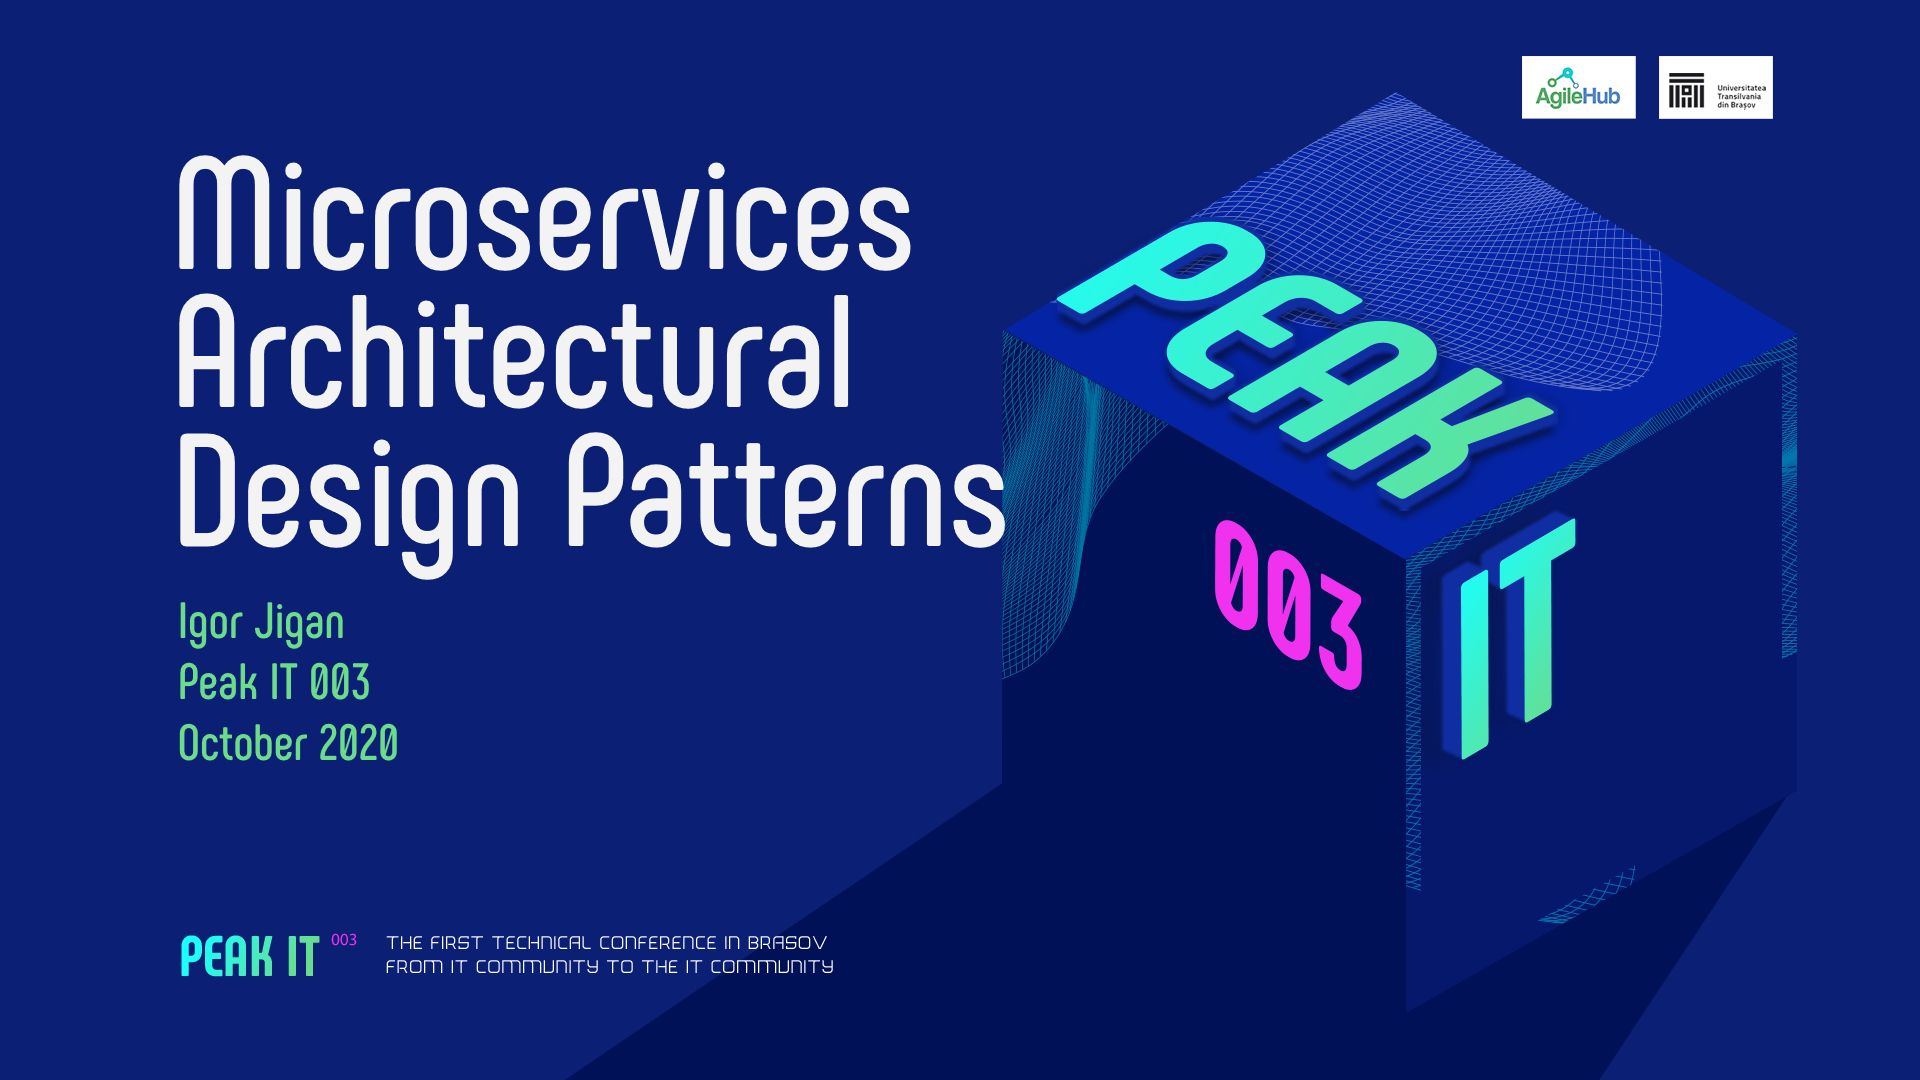 AgileHub
Universitatea
Transilvania
din Brașov
Microservices
Architectural
Design Patterns
Igor Jigan
Peak IT 003
October 2020
PEAK
003
IT
PEAK IT 003
THE FIRST TECHNICAL CONFERENCE IN BRASOV
FROM IT COMMUNITY TO THE IT COMMUNITY